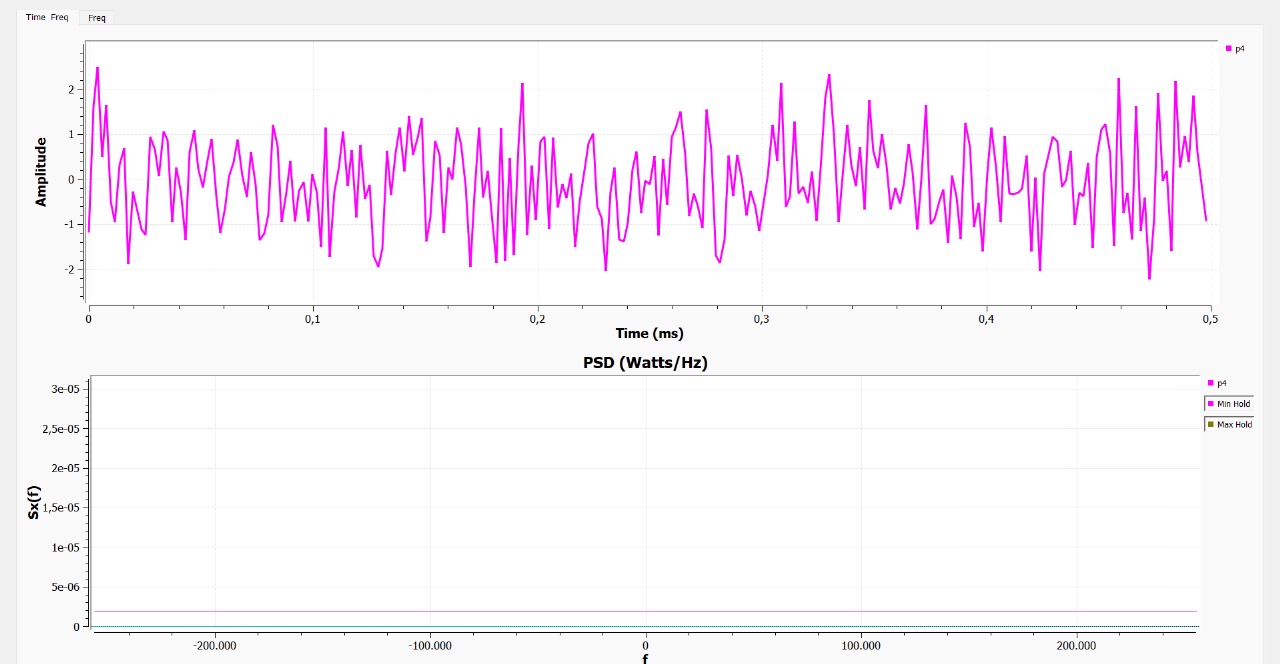 Time Freq Freq
p4
2
1
0
-1
-2
Amplitude
0 0,1 0,2 0,3 0,4 0,5
Time (ms)
PSD (Watts/Hz)
p4
Min Hold
Max Hold
3e-05
2,5e-05
2e-05
1,5e-05
1e-05
5e-06
0
Sx(f)
-200.000 -100.000 0 100.000 200.000
f